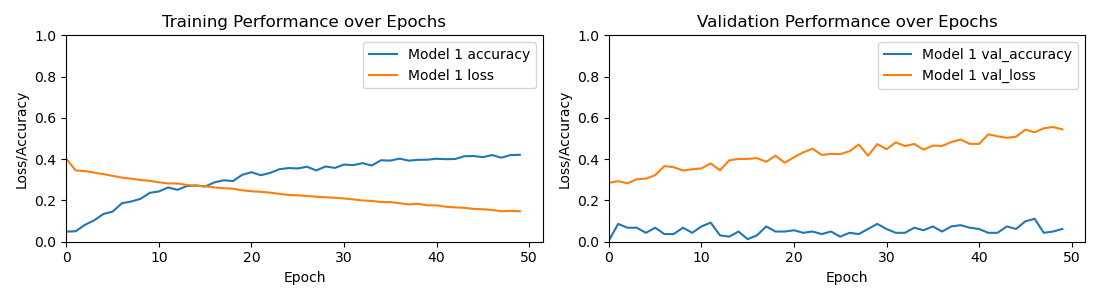 Training Performance over Epochs
1.0
0.8
0.6
0.4
0.2
0.0
Loss/Accuracy
Model 1 accuracy
Model 1 loss
0
10
20
30
40
50
Epoch
Validation Performance over Epochs
1.0
0.8
0.6
0.4
0.2
0.0
Loss/Accuracy
Model 1 val_accuracy
Model 1 val_loss
0
10
20
30
40
50
Epoch